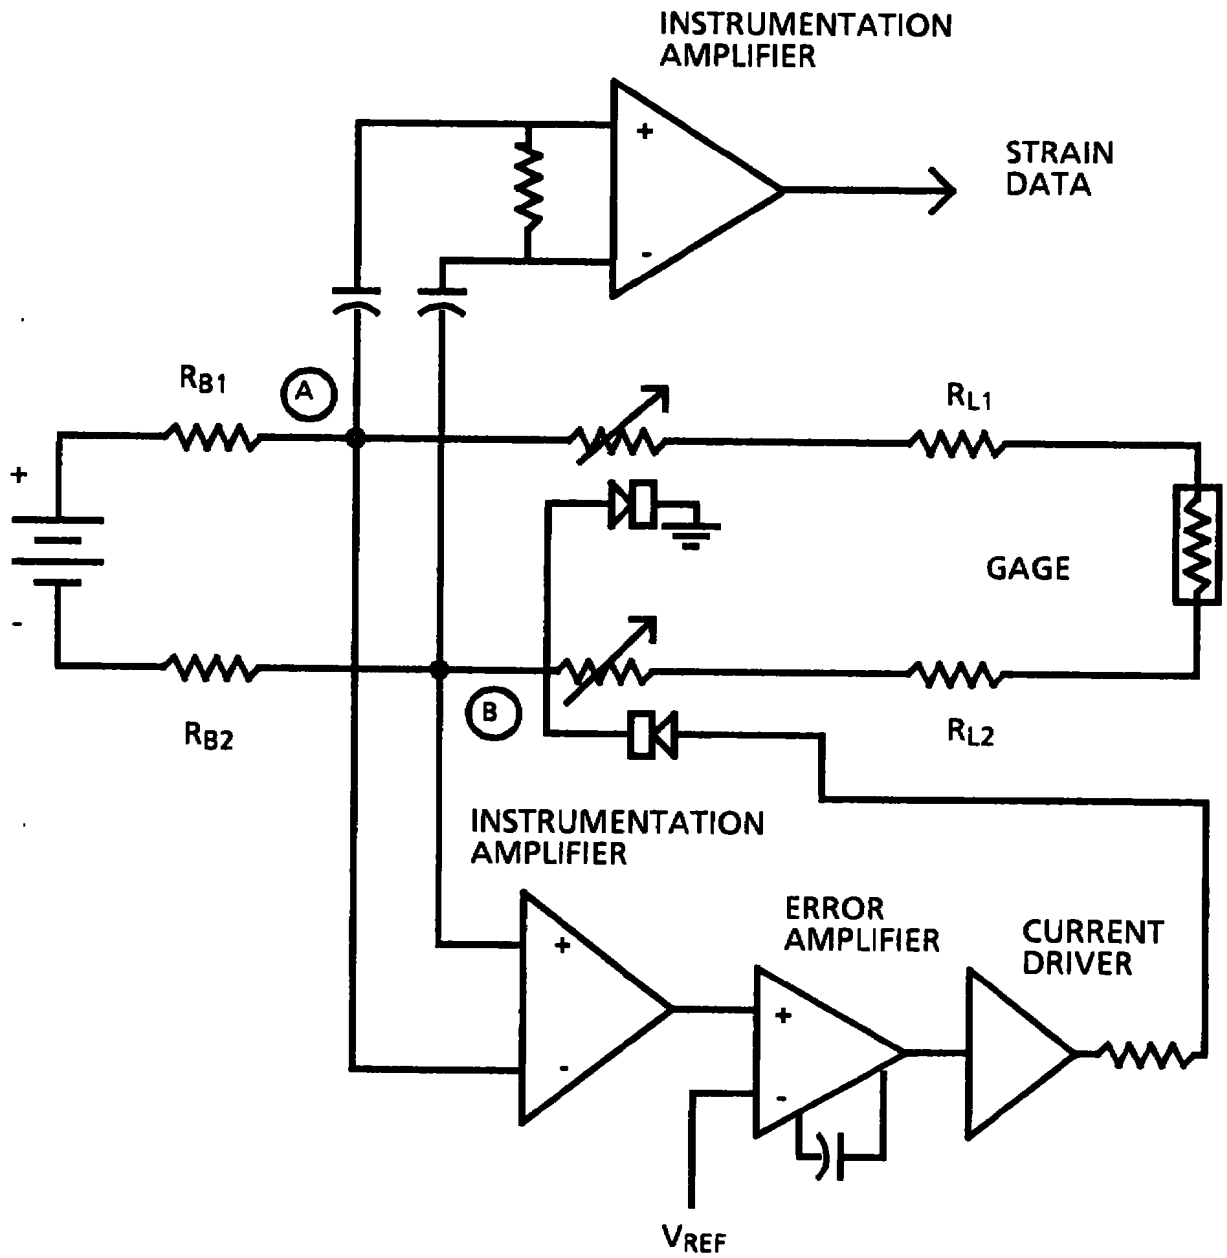 INSTRUMENTATION
AMPLIFIER
+
-
STRAIN
DATA
RB1
A
RL1
+
-
GAGE
RB2
B
RL2
INSTRUMENTATION
AMPLIFIER
+
-
ERROR
AMPLIFIER
+
-
CURRENT
DRIVER
VREF